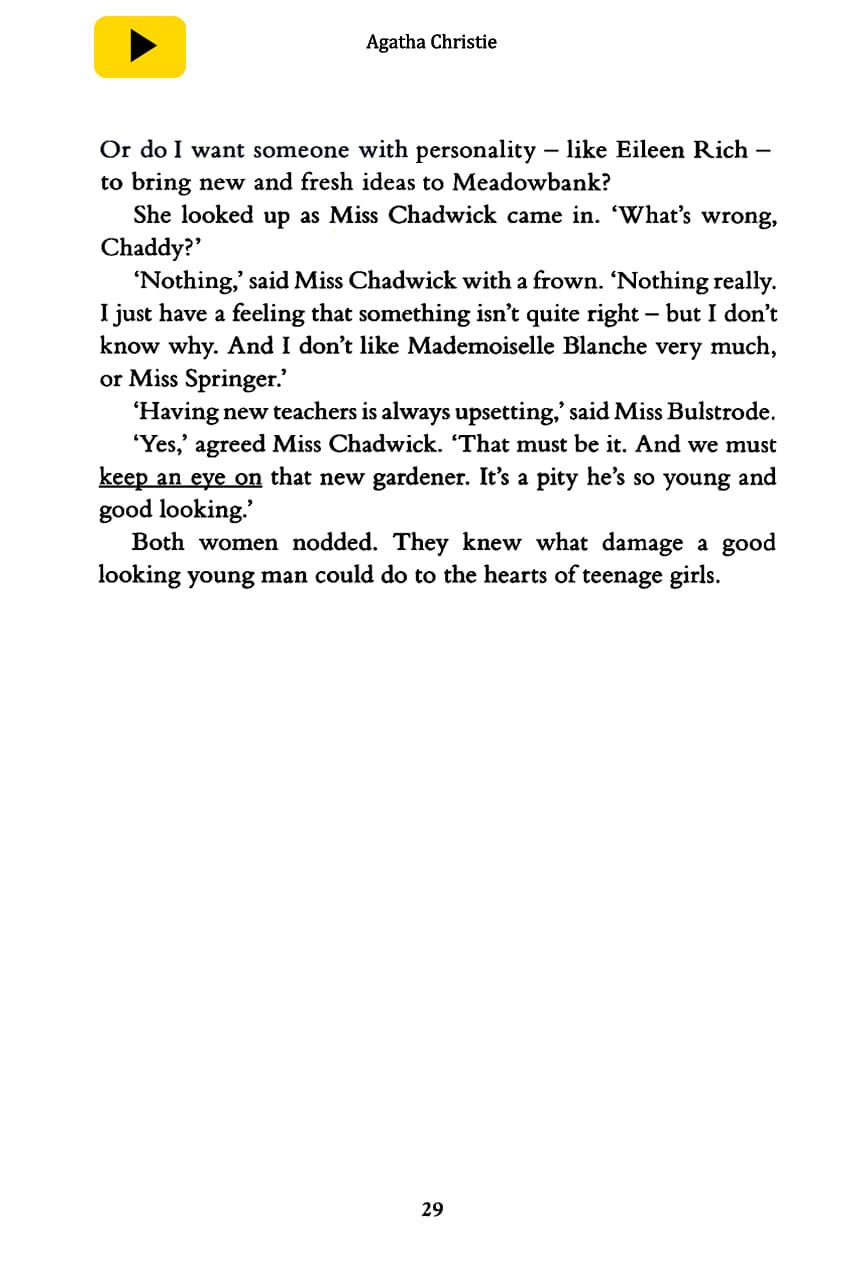 Agatha Christie
Or do I want someone with personality – like Eileen Rich –
to bring new and fresh ideas to Meadowbank?
She looked up as Miss Chadwick came in. ‘What’s wrong,
Chaddy?’
‘Nothing,’ said Miss Chadwick with a frown. ‘Nothing really.
I just have a feeling that something isn’t quite right – but I don’t
know why. And I don’t like Mademoiselle Blanche very much,
or Miss Springer.’
‘Having new teachers is always upsetting,’ said Miss Bulstrode.
‘Yes,’ agreed Miss Chadwick. ‘That must be it. And we must
keep an eye on that new gardener. It’s a pity he’s so young and
good looking.’
Both women nodded. They knew what damage a good
looking young man could do to the hearts of teenage girls.
29